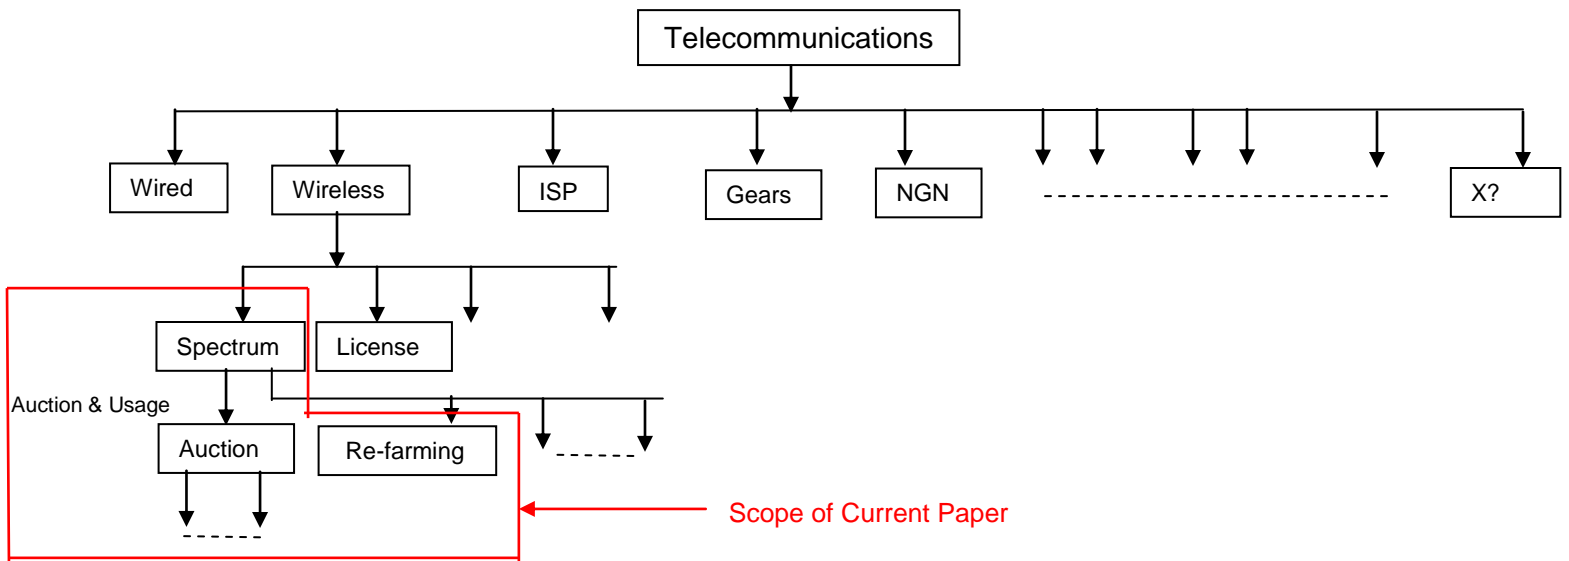 Telecommunications
Wired
Wireless
ISP
Gears
NGN
X?
Spectrum
License
Auction & Usage
Auction
Re-farming
Scope of Current Paper